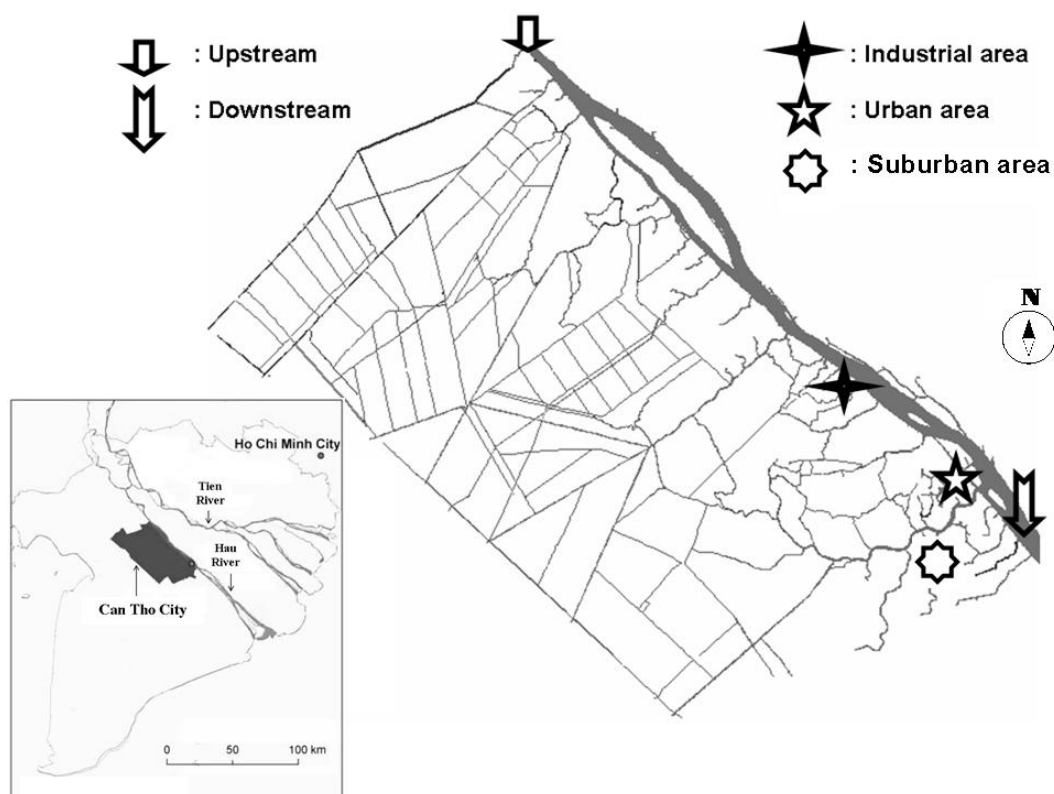 : Upstream
: Downstream
: Industrial area
: Urban area
: Suburban area
N
Ho Chi Minh City
Tien
River
Hau
River
Can Tho City
0 50 100 km